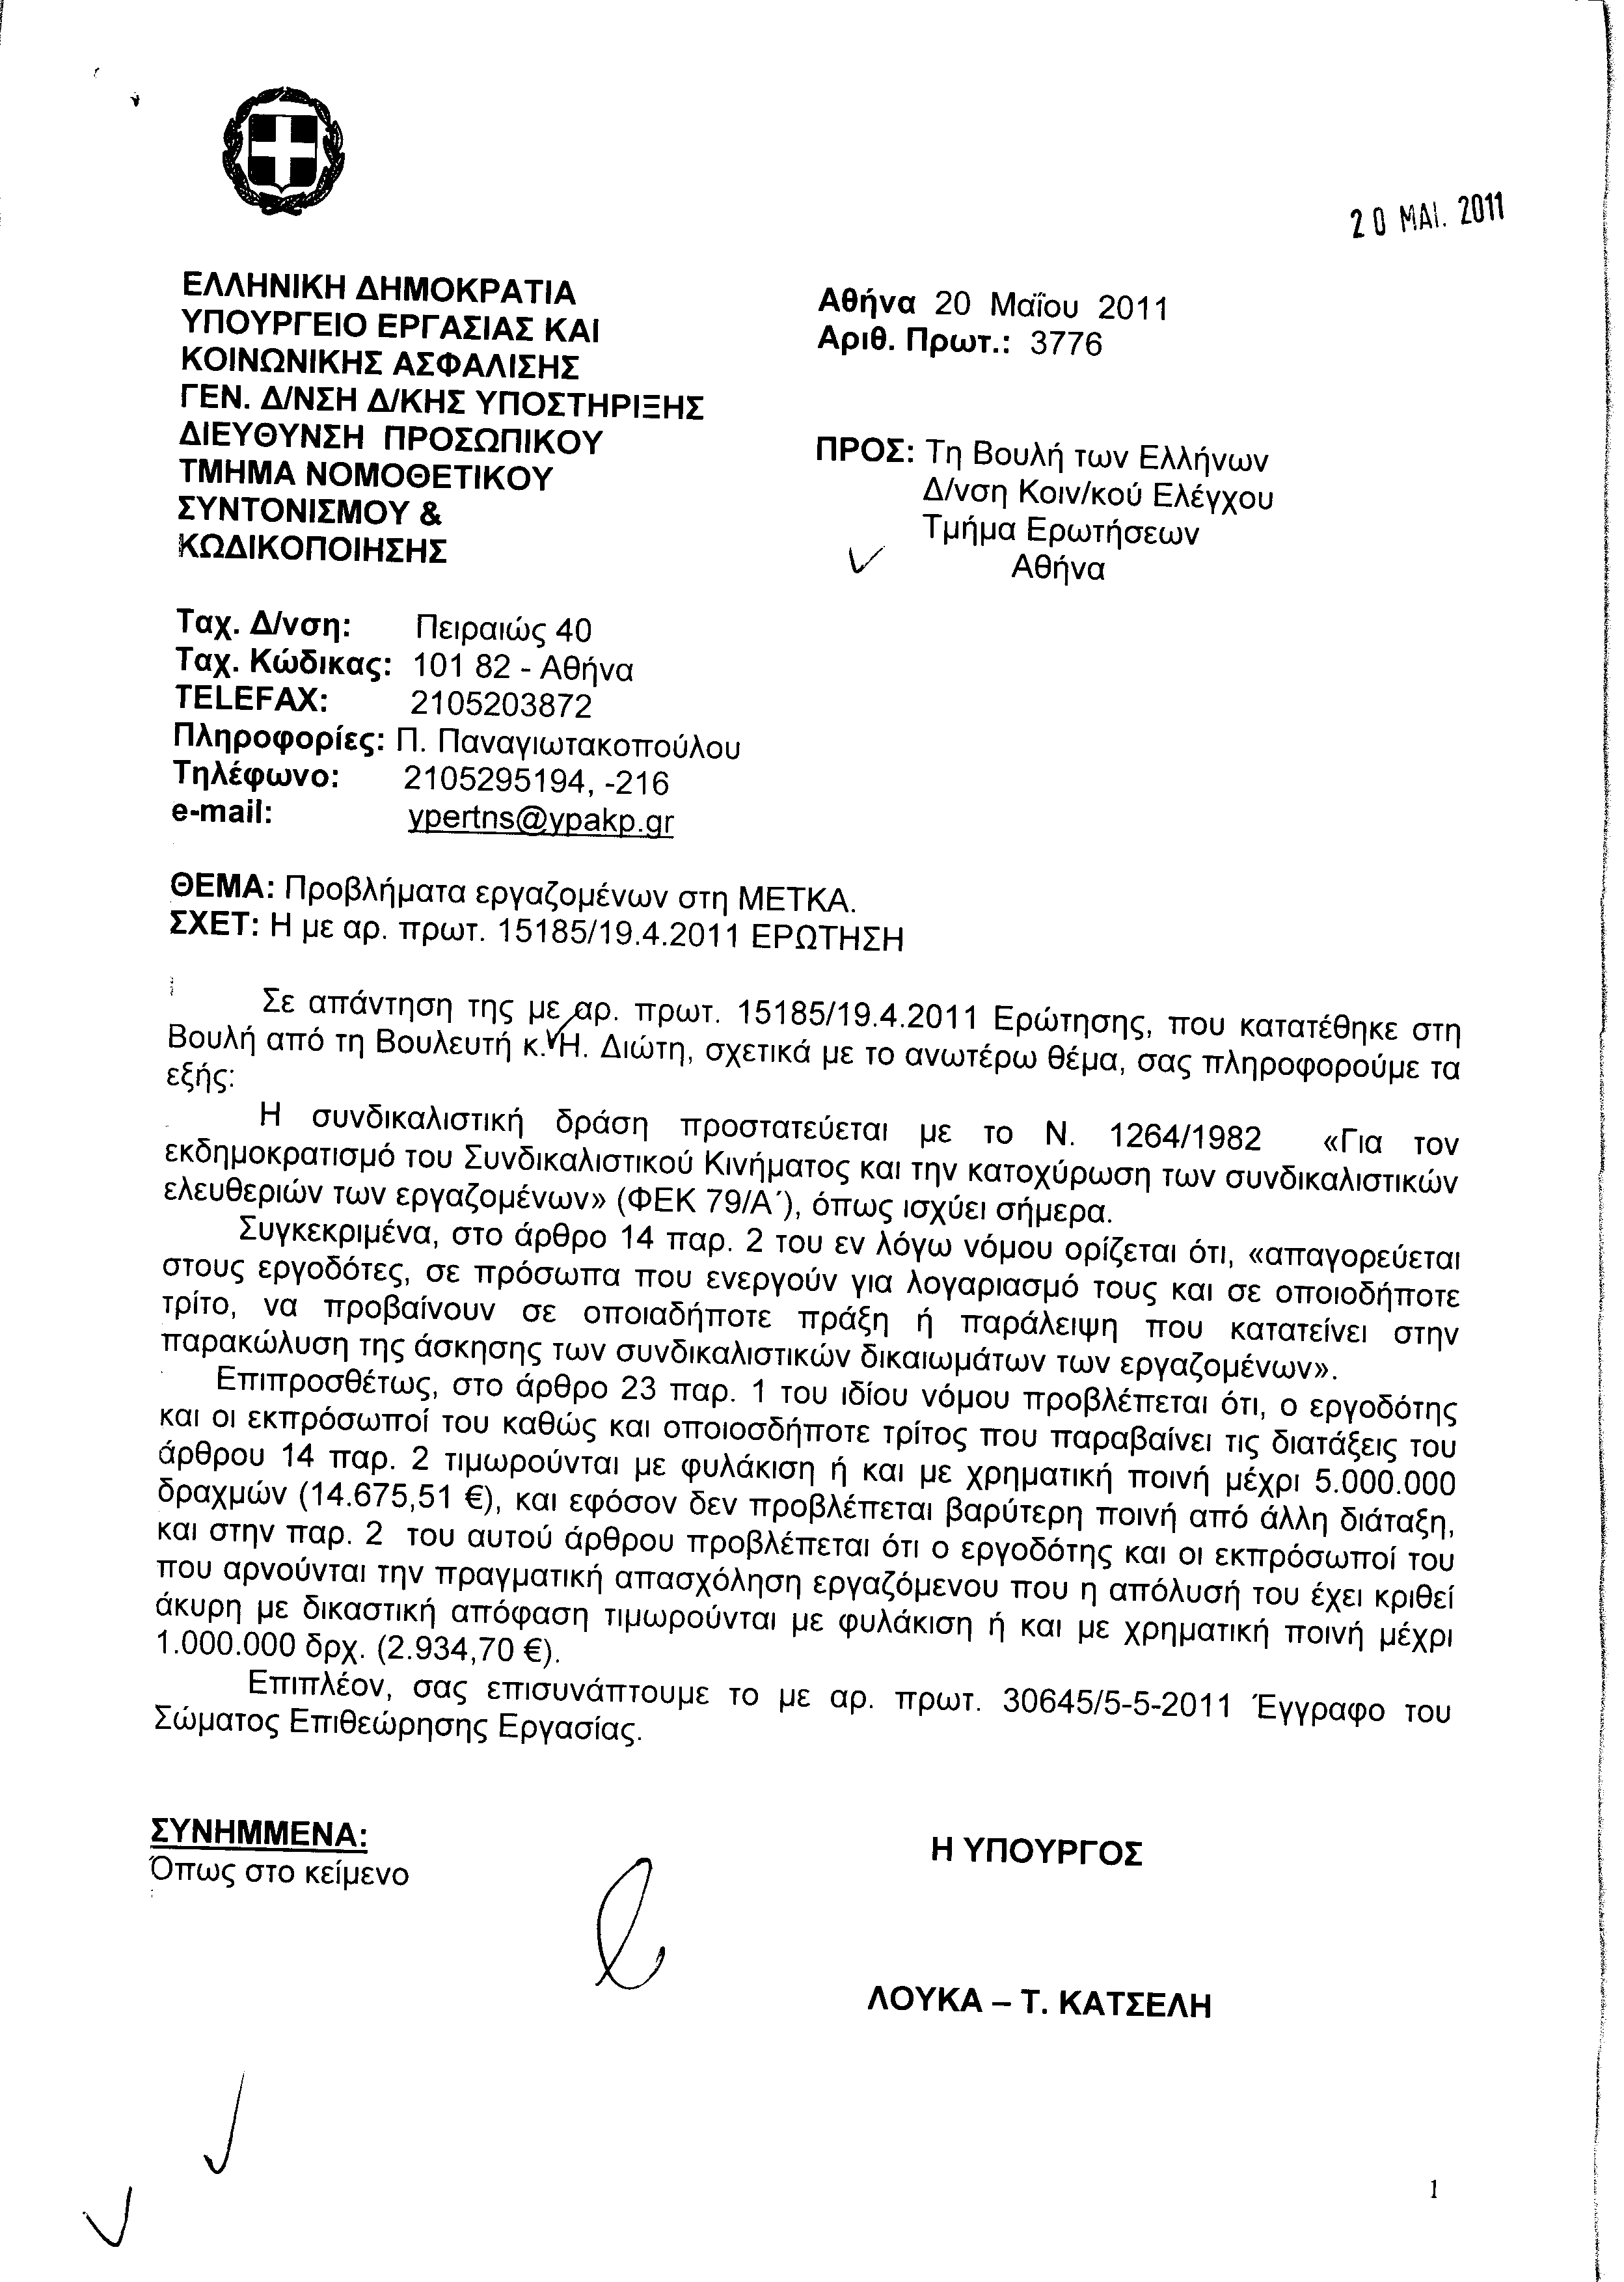 20 ΜΑΙ. 2011
ΕΛΛΗΝΙΚΗ ΔΗΜΟΚΡΑΤΙΑ
ΥΠΟΥΡΓΕΙΟ ΕΡΓΑΣΙΑΣ ΚΑΙ
ΚΟΙΝΩΝΙΚΗΣ ΑΣΦΑΛΙΣΗΣ
ΓΕΝ. Δ/ΝΣΗ Δ/ΚΗΣ ΥΠΟΣΤΗΡΙΞΗΣ
ΔΙΕΥΘΥΝΣΗ ΠΡΟΣΩΠΙΚΟΥ
ΤΜΗΜΑ ΝΟΜΟΘΕΤΙΚΟΥ
ΣΥΝΤΟΝΙΣΜΟΥ &
ΚΩΔΙΚΟΠΟΙΗΣΗΣ
Αθήνα 20 Μαΐου 2011
Αριθ. Πρωτ.: 3776
ΠΡΟΣ: Τη Βουλή των Ελλήνων
Δ/νση Κοιν/κού Ελέγχου
Τμήμα Ερωτήσεων
Αθήνα
Ταχ. Δ/νση: Πειραιώς 40
Ταχ. Κώδικας: 101 82 - Αθήνα
TELEFAX: 2105203872
Πληροφορίες: Π. Παναγιωτακοπούλου
Τηλέφωνο: 2105295194, -216
e-mail: ypertns@ypakp.gr
ΘΕΜΑ: Προβλήματα εργαζομένων στη ΜΕΤΚΑ.
ΣΧΕΤ: Η με αρ. πρωτ. 15185/19.4.2011 ΕΡΩΤΗΣΗ
Σε απάντηση της με αρ. πρωτ. 15185/19.4.2011 Ερώτησης, που κατατέθηκε στη
Βουλή από τη Βουλευτή κ. Η. Διώτη, σχετικά με το ανωτέρω θέμα, σας πληροφορούμε τα
εξής:
Η συνδικαλιστική δράση προστατεύεται με το Ν. 1264/1982 «Για τον
εκδημοκρατισμό του Συνδικαλιστικού Κινήματος και την κατοχύρωση των συνδικαλιστικών
ελευθεριών των εργαζομένων» (ΦΕΚ 79/Α΄), όπως ισχύει σήμερα.
Συγκεκριμένα, στο άρθρο 14 παρ. 2 του εν λόγω νόμου ορίζεται ότι, «απαγορεύεται
στους εργοδότες, σε πρόσωπα που ενεργούν για λογαριασμό τους και σε οποιοδήποτε
τρίτο, να προβαίνουν σε οποιαδήποτε πράξη ή παράλειψη που κατατείνει στην
παρακώλυση της άσκησης των συνδικαλιστικών δικαιωμάτων των εργαζομένων».
Επιπροσθέτως, στο άρθρο 23 παρ. 1 του ιδίου νόμου προβλέπεται ότι, ο εργοδότης
και οι εκπρόσωποί του καθώς και οποιοσδήποτε τρίτος που παραβαίνει τις διατάξεις του
άρθρου 14 παρ. 2 τιμωρούνται με φυλάκιση ή και με χρηματική ποινή μέχρι 5.000.000
δραχμών (14.675,51 €), και εφόσον δεν προβλέπεται βαρύτερη ποινή από άλλη διάταξη,
και στην παρ. 2 του αυτού άρθρου προβλέπεται ότι ο εργοδότης και οι εκπρόσωποί του
που αρνούνται την πραγματική απασχόληση εργαζόμενου που η απόλυσή του έχει κριθεί
άκυρη με δικαστική απόφαση τιμωρούνται με φυλάκιση ή και με χρηματική ποινή μέχρι
1.000.000 δρχ. (2.934,70 €).
Επιπλέον, σας επισυνάπτουμε το με αρ. πρωτ. 30645/5-5-2011 Έγγραφο του
Σώματος Επιθεώρησης Εργασίας.
ΣΥΝΗΜΜΕΝΑ:
Όπως στο κείμενο
Η ΥΠΟΥΡΓΟΣ
ΛΟΥΚΑ – Τ. ΚΑΤΣΕΛΗ
1